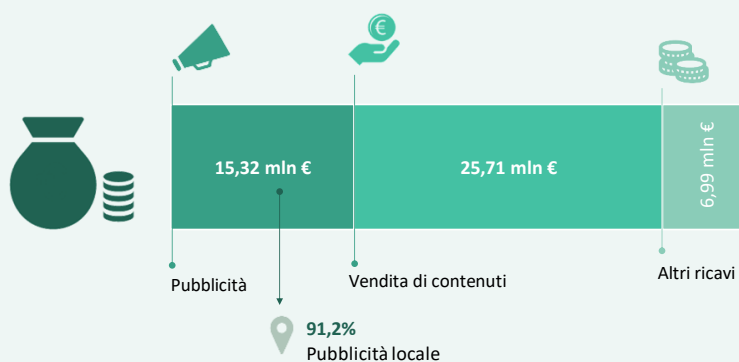 15,32 mln €
25,71 mln €
6,99 mln €
Pubblicità
Vendita di contenuti
Altri ricavi
91,2%
Pubblicità locale